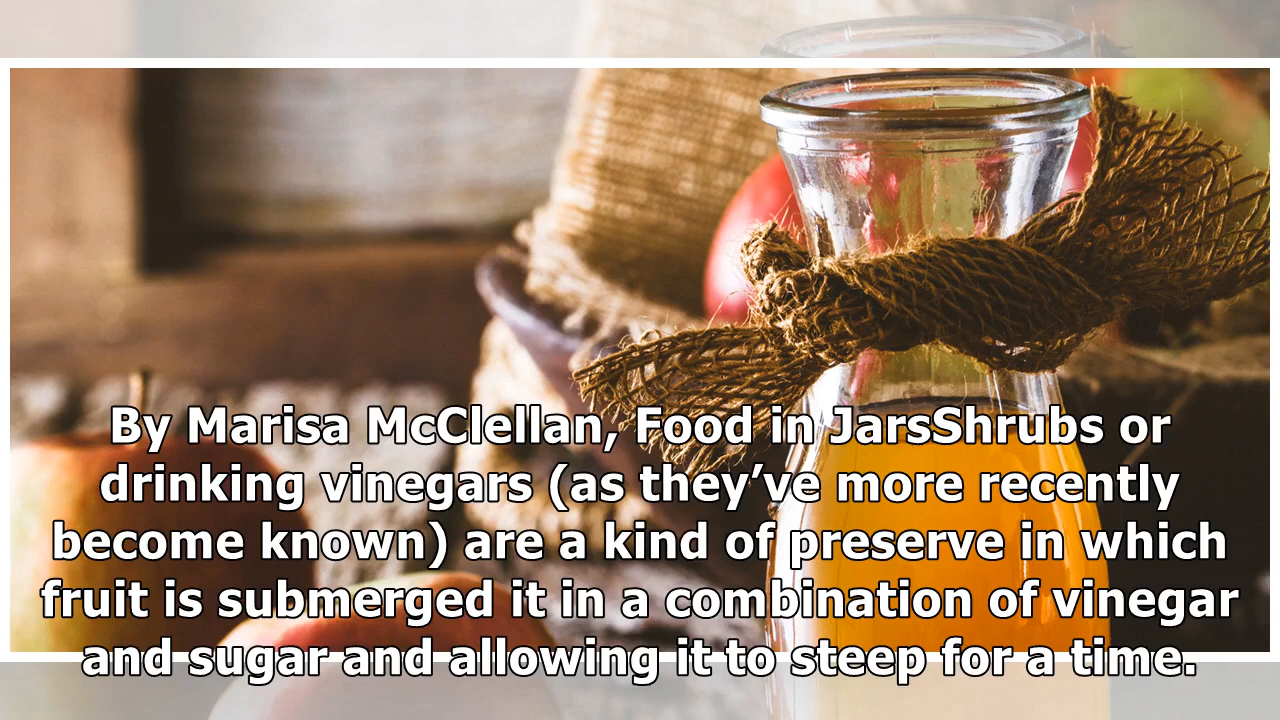 By Marisa McClellan, Food in JarsShrubs or
drinking vinegars (as they’ve more recently
become known) are a kind of preserve in which
fruit is submerged it in a combination of vinegar
and sugar and allowing it to steep for a time.